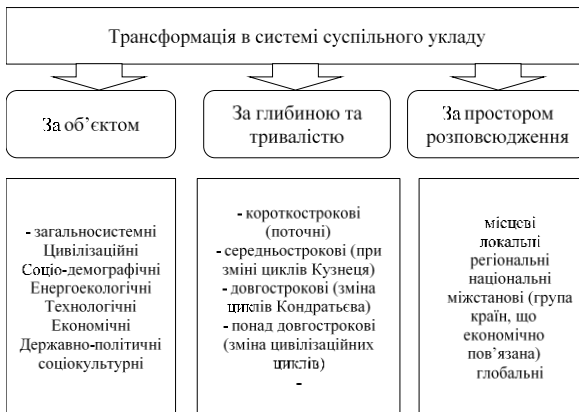 Трансформація в системі суспільного укладу
За об’єктом
За глибиною та
тривалістю
За простором
розповсюдження
- загальносистемні
Цивілізаційні
Соціо-демографічні
Енергоекологічні
Технологічні
Економічні
Державно-політичні
соціокультурні
- короткострокові
(поточні)
- середньострокові (при
зміні циклів Кузнеця)
- довгострокові (зміна
циклів Кондратьєва)
- понад довгострокові
(зміна цивілізаційних
циклів)
-
місцеві
локальні
регіональні
національні
міжстанові (група
країн, що
економічно
пов’язана)
глобальні